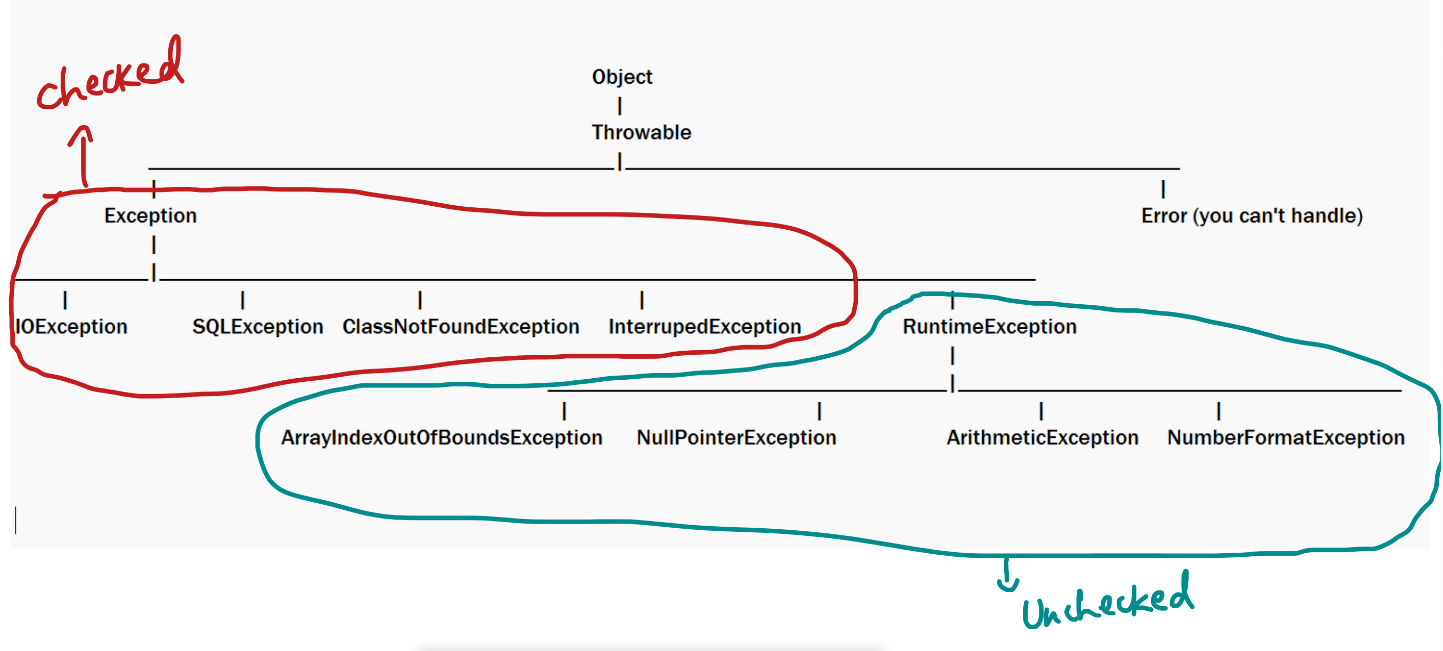 checked
Object
|
Throwable
|
| |
Exception Error (you can't handle)
|
|
| | | | |
IOException SQLException ClassNotFoundException InterrupedException RuntimeException
|
|
| | | |
ArrayIndexOutOfBoundsException NullPointerException ArithmeticException NumberFormatException
Unchecked